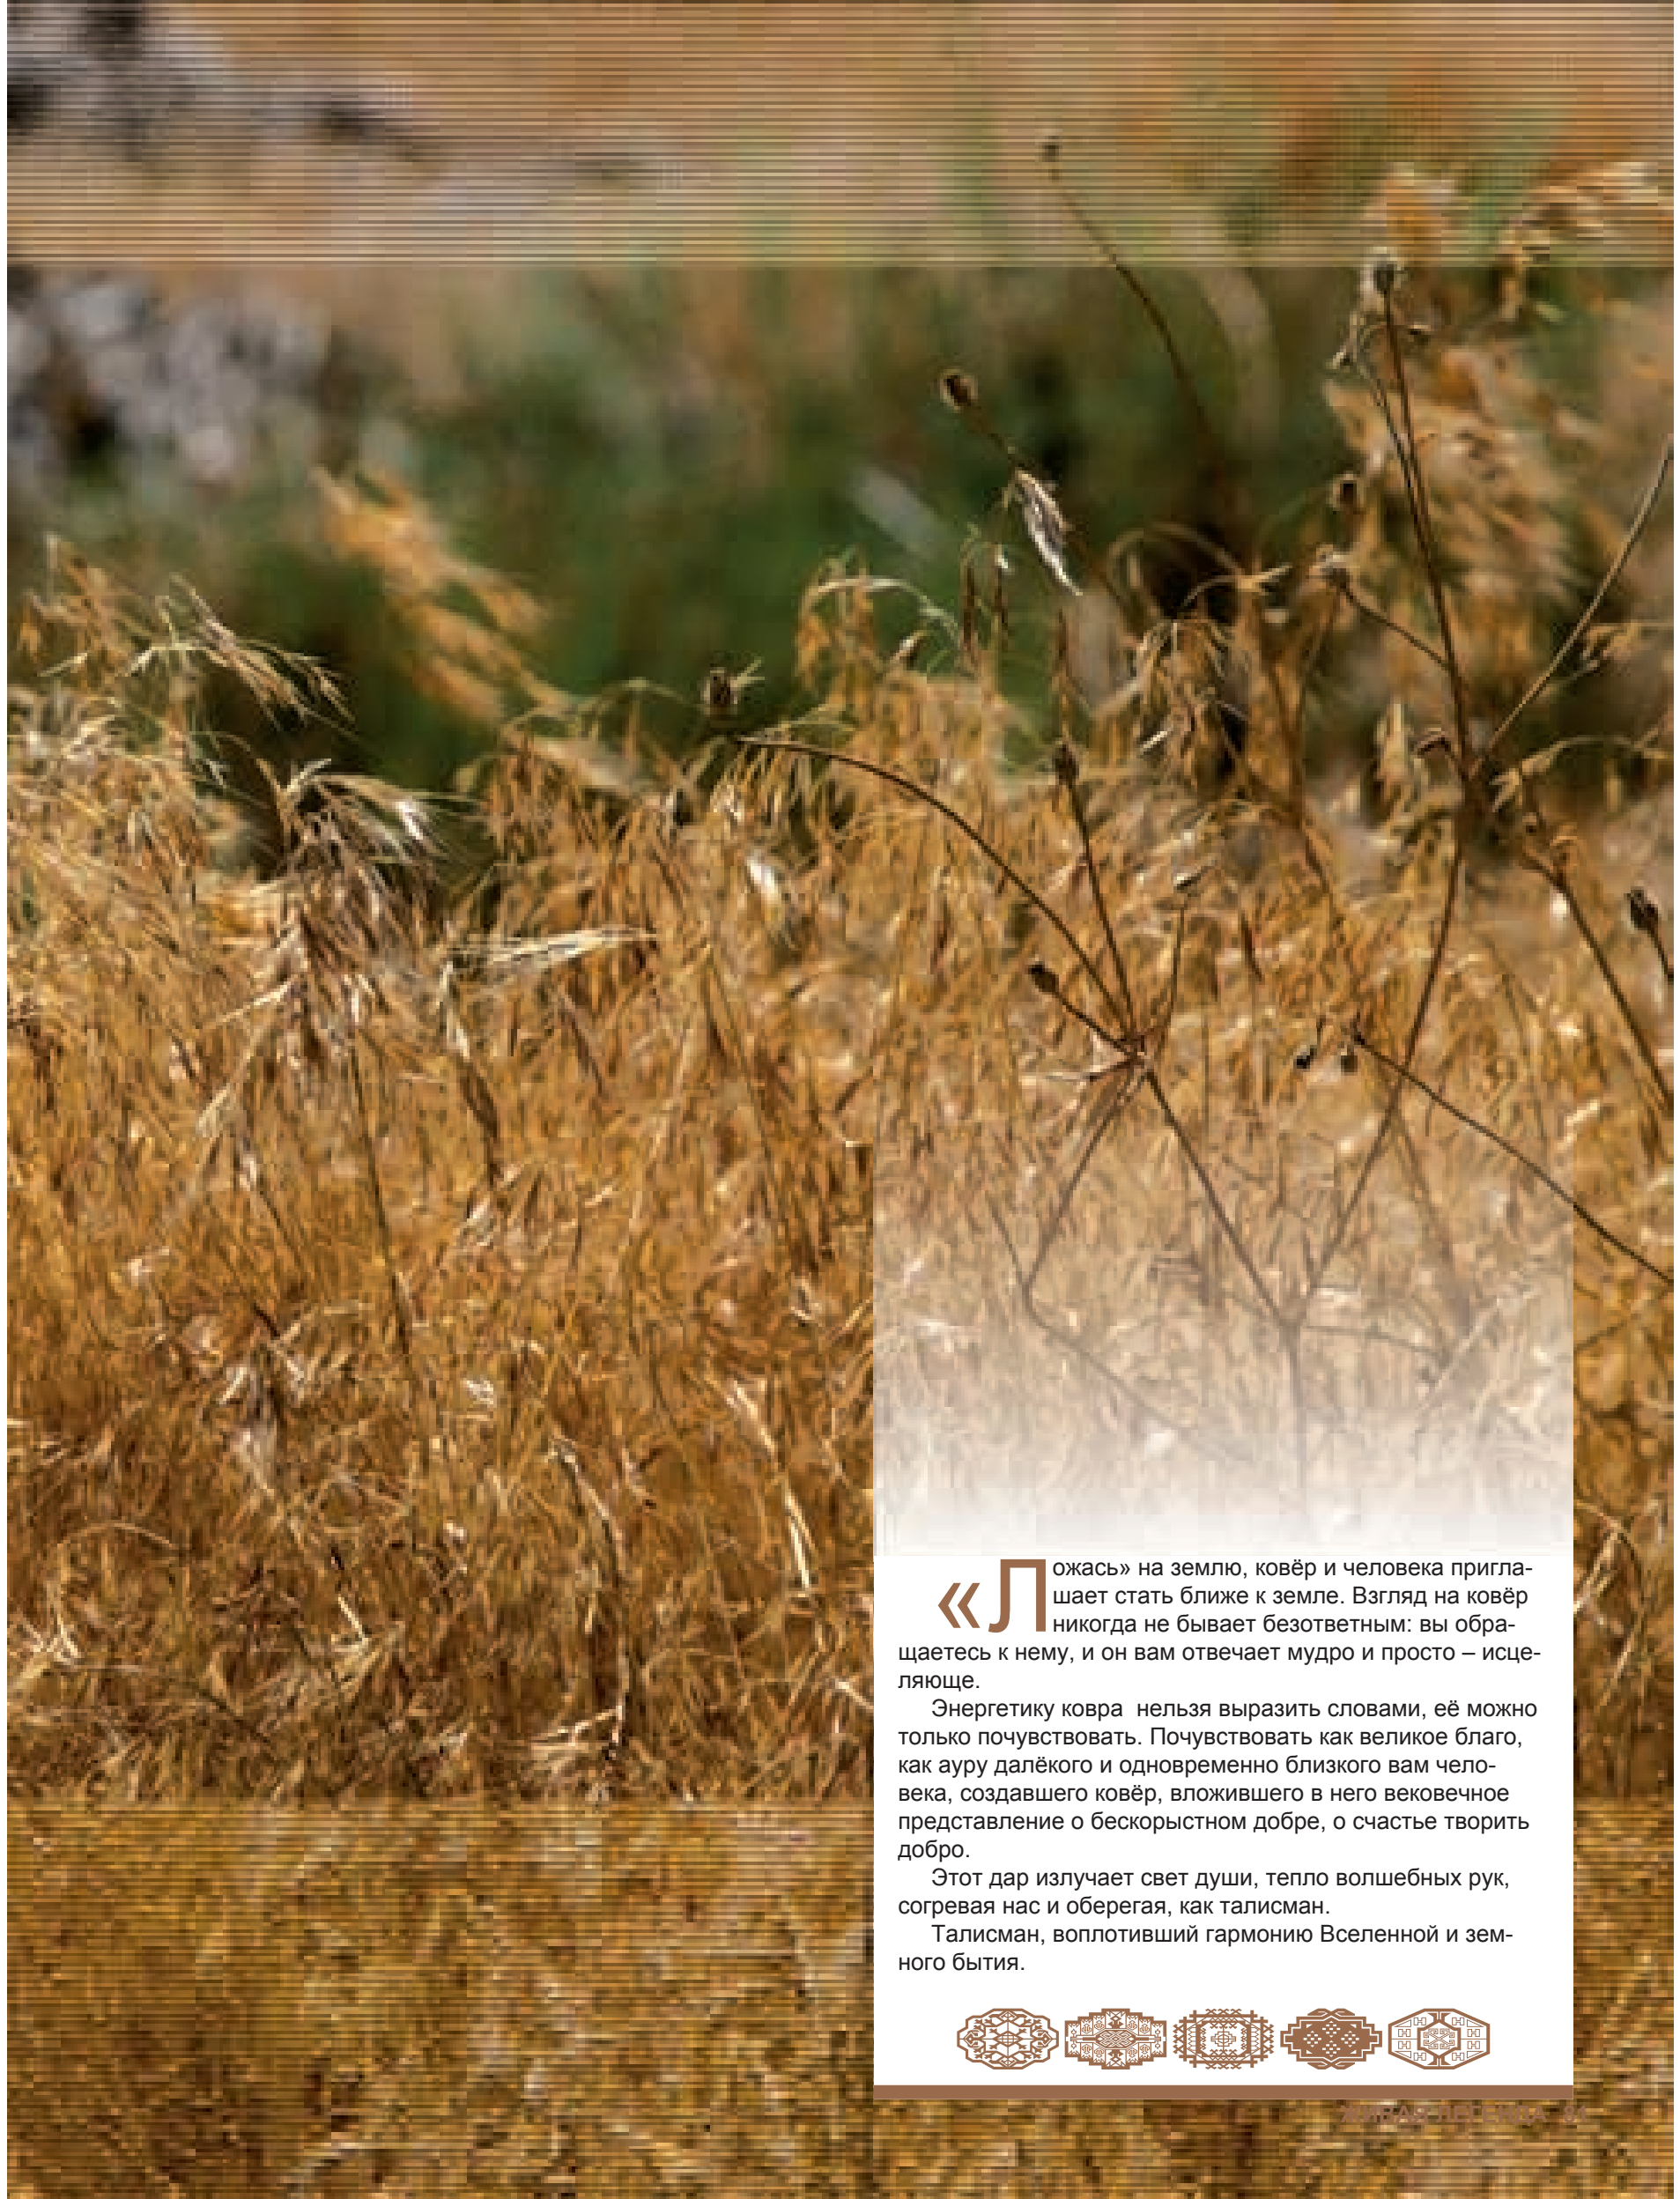 «Ложась» на землю, ковёр и человека пригла-
шает стать ближе к земле. Взгляд на ковёр
никогда не бывает безответным: вы обра-
щаетесь к нему, и он вам отвечает мудро и просто – исце-
ляюще.
Энергетику ковра  нельзя выразить словами, её можно
только почувствовать. Почувствовать как великое благо,
как ауру далёкого и одновременно близкого вам чело-
века, создавшего ковёр, вложившего в него вековечное
представление о бескорыстном добре, о счастье творить
добро.
Этот дар излучает свет души, тепло волшебных рук,
согревая нас и оберегая, как талисман.
Талисман, воплотивший гармонию Вселенной и зем-
ного бытия.
ЖИВАЯ ЛЕГЕНДА